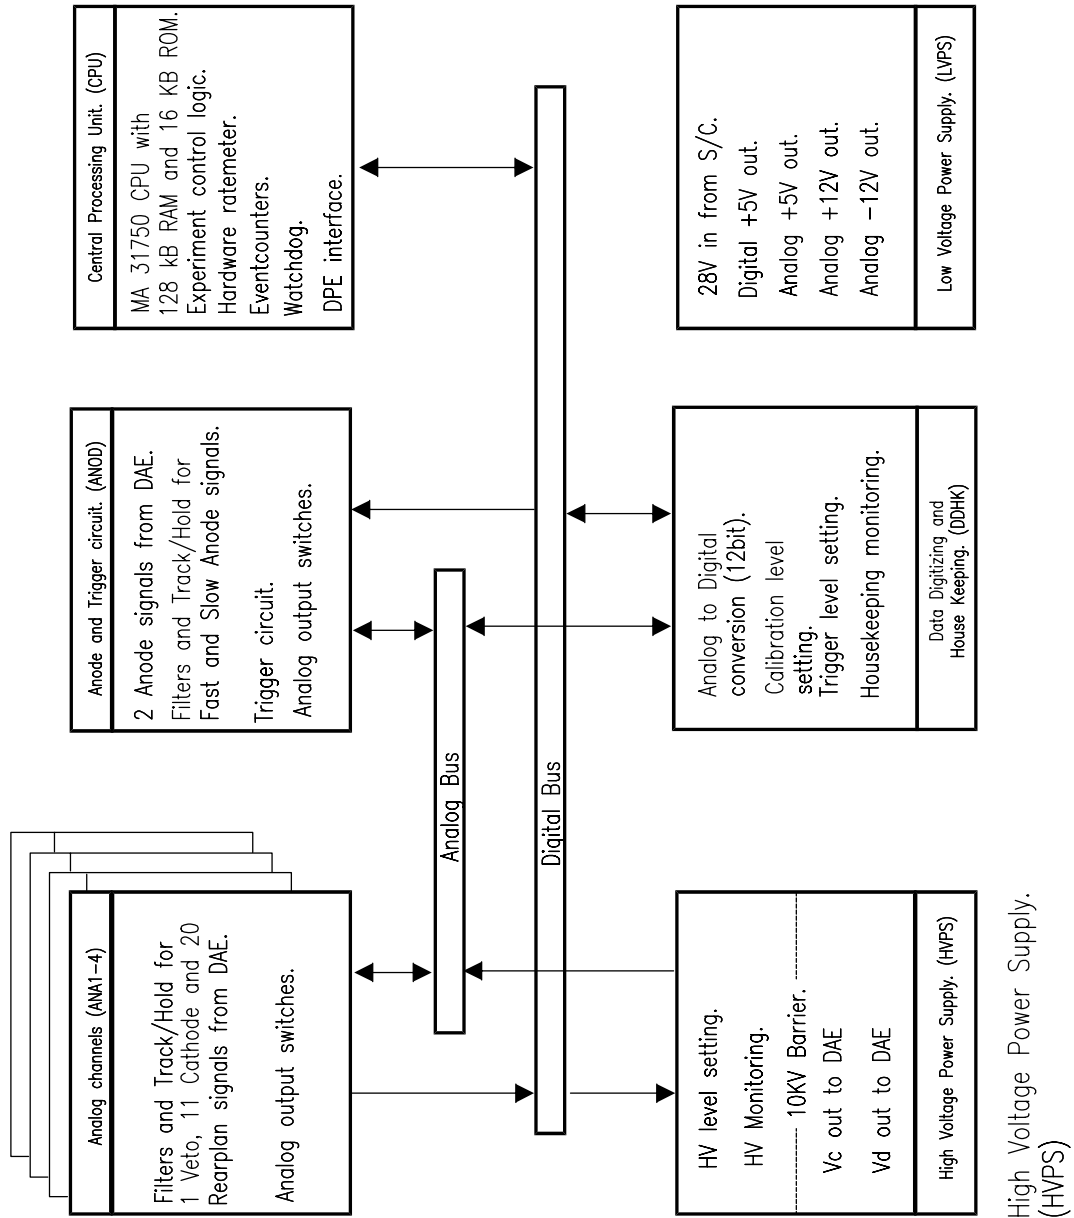 Analog channels (ANA1-4)
Filters and Track/Hold for
1 Veto, 11 Cathode and 20
Rearplan signals from DAE.
Analog output switches.
Anode and Trigger circuit. (ANOD)
2 Anode signals from DAE.
Filters and Track/Hold for
Fast and Slow Anode signals.
Trigger circuit.
Analog output switches.
Central Processing Unit. (CPU)
MA 31750 CPU with
128 kB RAM and 16 KB ROM.
Experiment control logic.
Hardware ratemeter.
Eventcounters.
Watchdog.
DPE interface.
Analog Bus
Digital Bus
HV level setting.
HV Monitoring.
10KV Barrier.
Vc out to DAE
Vd out to DAE
High Voltage Power Supply. (HVPS)
Analog to Digital
conversion (12bit).
Calibration level
setting.
Trigger level setting.
Housekeeping monitoring.
Data Digitizing and
House Keeping. (DDHK)
28V in from S/C.
Digital +5V out.
Analog +5V out.
Analog +12V out.
Analog -12V out.
Low Voltage Power Supply. (LVPS)
High Voltage Power Supply.
(HVPS)